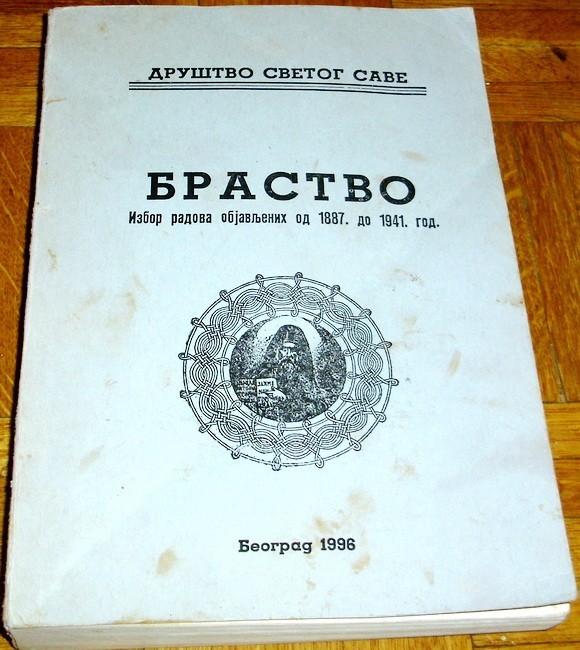 ДРУШТВО СВЕТОГ САВЕ
БРАСТВО
Избор радова објављених од 1887. до 1941. год.
Београд 1996